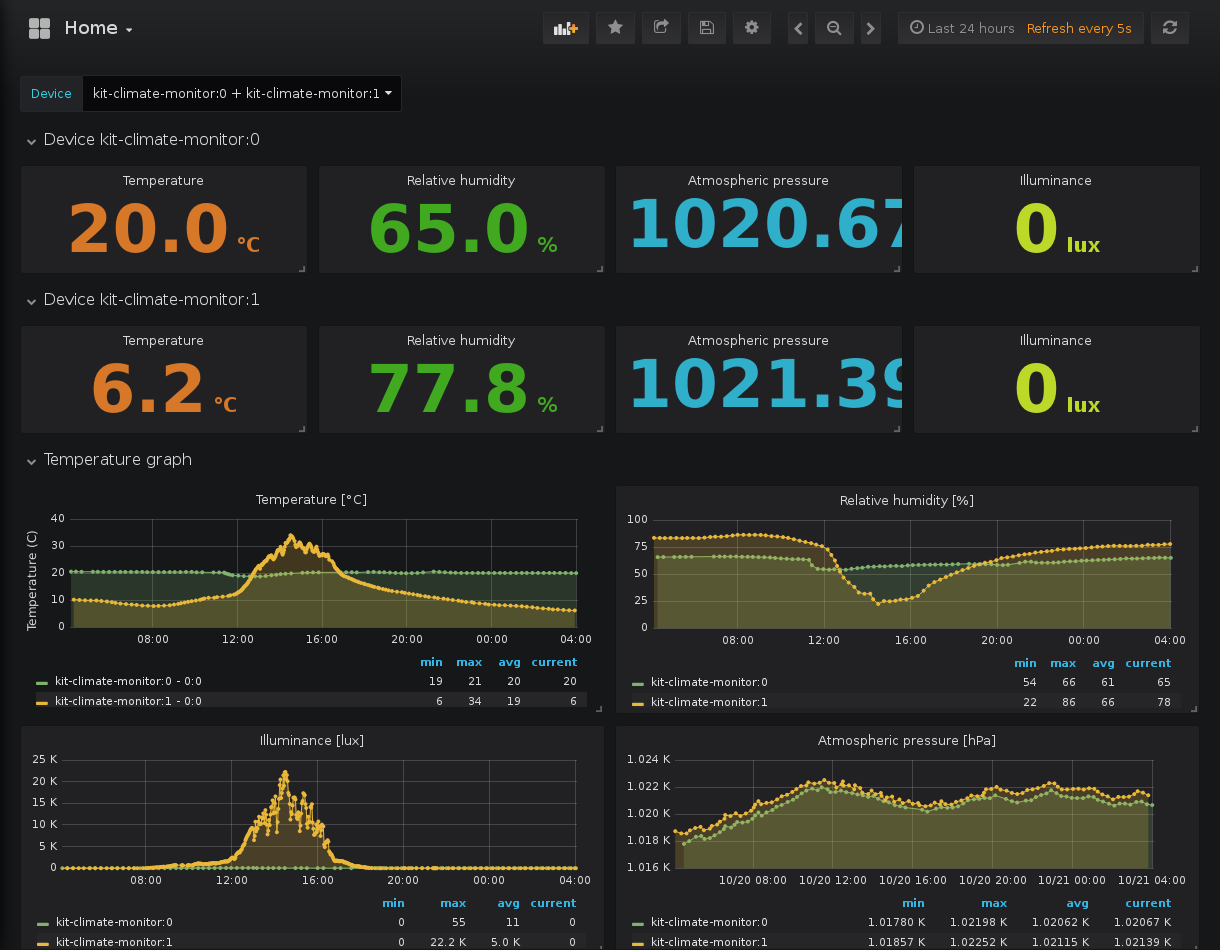 Home
Last 24 hours Refresh every 5s
Device kit-climate-monitor:0 + kit-climate-monitor:1
Device kit-climate-monitor:0
Temperature Relative humidity Atmospheric pressure Illuminance
20.0 °C 65.0 % 1020.67 0 lux
Device kit-climate-monitor:1
Temperature Relative humidity Atmospheric pressure Illuminance
6.2 °C 77.8 % 1021.39 0 lux
Temperature graph
Temperature [°C]
Temperature (C)
40
30
20
10
0
08:00 12:00 16:00 20:00 00:00 04:00
min max avg current
kit-climate-monitor:0 - 0:0 19 21 20 20
kit-climate-monitor:1 - 0:0 6 34 19 6
Relative humidity [%]
100
75
50
25
0
08:00 12:00 16:00 20:00 00:00 04:00
min max avg current
kit-climate-monitor:0 54 66 61 65
kit-climate-monitor:1 22 86 66 78
Illuminance [lux]
25 K
20 K
15 K
10 K
5 K
0
08:00 12:00 16:00 20:00 00:00 04:00
min max avg current
kit-climate-monitor:0 0 55 11 0
kit-climate-monitor:1 0 22.2 K 5.0 K 0
Atmospheric pressure [hPa]
1.024 K
1.022 K
1.020 K
1.018 K
1.016 K
10/20 08:00 10/20 12:00 10/20 16:00 10/20 20:00 10/21 00:00 10/21 04:00
min max avg current
kit-climate-monitor:0 1.01780 K 1.02198 K 1.02062 K 1.02067 K
kit-climate-monitor:1 1.01857 K 1.02252 K 1.02115 K 1.02139 K